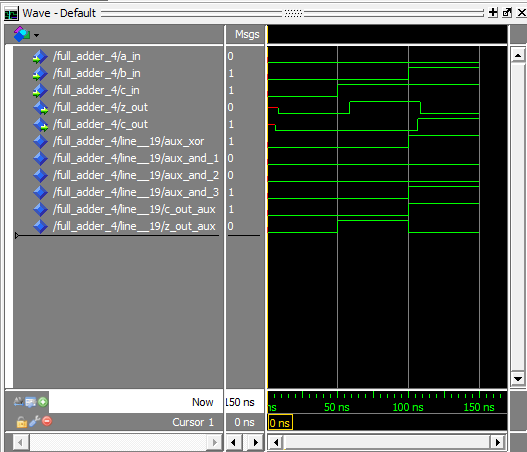 Wave - Default
Msgs
/full_adder_4/a_in 0
/full_adder_4/b_in 1
/full_adder_4/c_in 1
/full_adder_4/z_out 0
/full_adder_4/c_out 1
/full_adder_4/line__19/aux_xor 1
/full_adder_4/line__19/aux_and_1 0
/full_adder_4/line__19/aux_and_2 0
/full_adder_4/line__19/aux_and_3 1
/full_adder_4/line__19/c_out_aux 1
/full_adder_4/line__19/z_out_aux 0
Now 150 ns ns 50 ns 100 ns 150 ns
Cursor 1 0 ns 0 ns